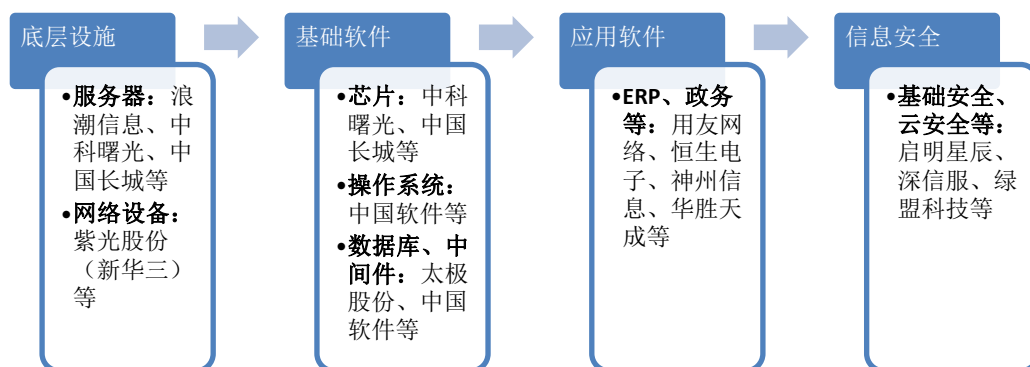 底层设施
•服务器：浪
潮信息、中
科曙光、中
国长城等
•网络设备：
紫光股份
（新华三）
等
基础软件
•芯片：中科
曙光、中国
长城等
•操作系统：
中国软件等
•数据库、中
间件：太极
股份、中国
软件等
应用软件
•ERP、政务
等：用友网
络、恒生电
子、神州信
息、华胜天
成等
信息安全
•基础安全、
云安全等：
启明星辰、
深信服、绿
盟科技等